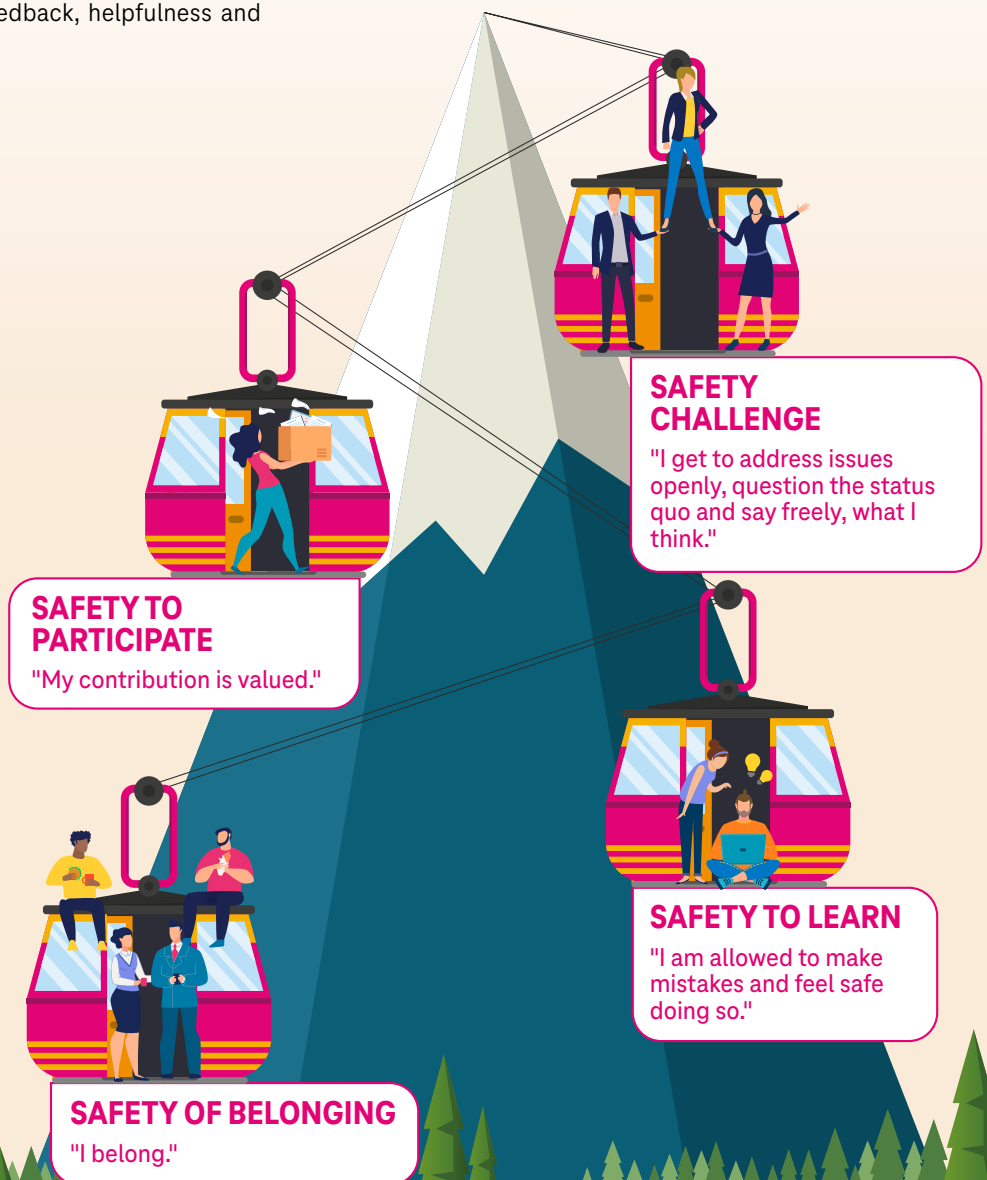 edback, helpfulness and
SAFETY
CHALLENGE
"I get to address issues
openly, question the status
quo and say freely, what I
think."
SAFETY TO
PARTICIPATE
"My contribution is valued."
SAFETY TO LEARN
"I am allowed to make
mistakes and feel safe
doing so."
SAFETY OF BELONGING
"I belong."